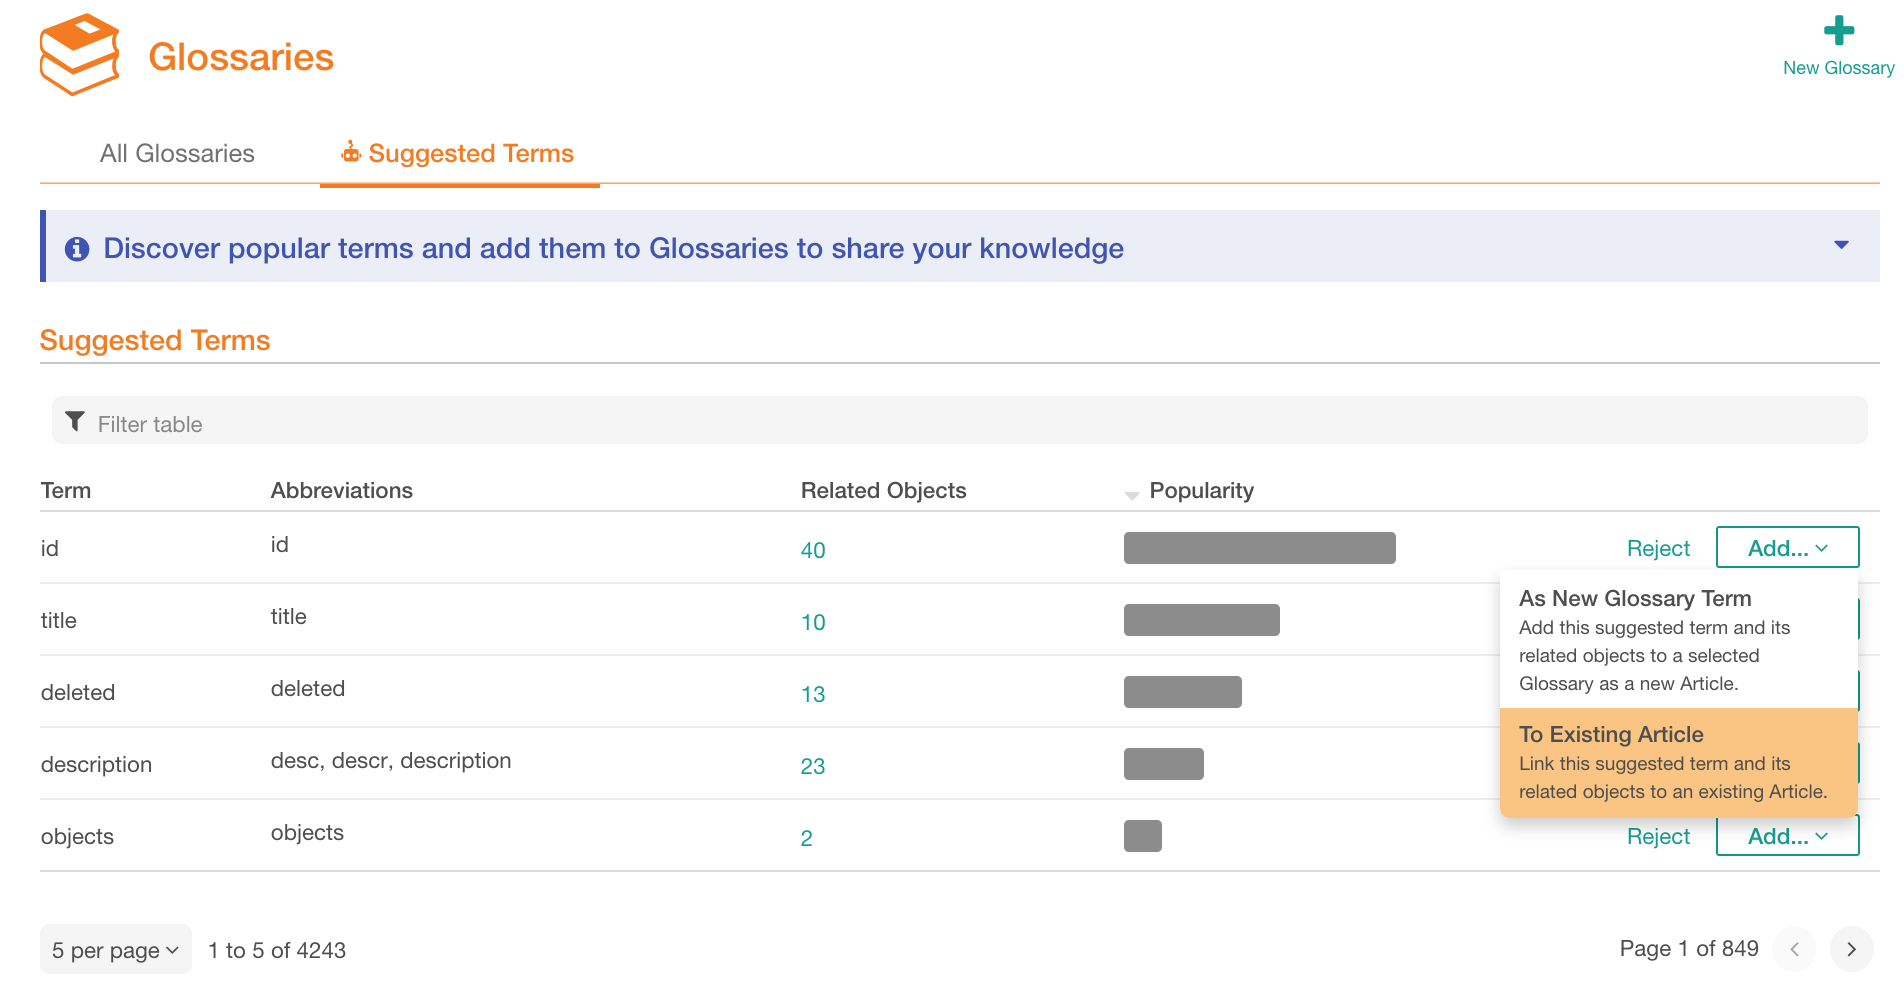 Glossaries
New Glossary
All Glossaries
Suggested Terms
Discover popular terms and add them to Glossaries to share your knowledge
Suggested Terms
Filter table
Term Abbreviations Related Objects Popularity
id id 40 Reject Add...
title title 10
deleted deleted 13
description desc, descr, description 23
objects objects 2 Reject Add...
As New Glossary Term
Add this suggested term and its
related objects to a selected
Glossary as a new Article.
To Existing Article
Link this suggested term and its
related objects to an existing Article.
5 per page 1 to 5 of 4243 Page 1 of 849